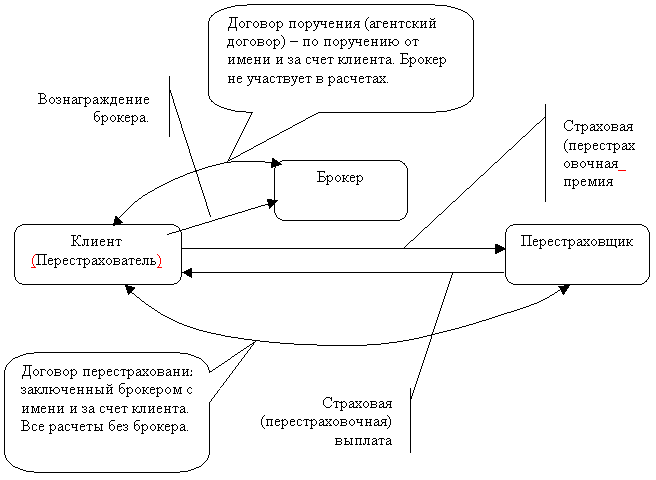 Договор поручения (агентский
договор) – по поручению от
имени и за счет клиента. Брокер
не участвует в расчетах.
Вознаграждение
брокера.
Страховая
(перестрах
овочная
премия
Брокер
Клиент
(Перестрахователь)
Перестраховщик
Договор перестрахования
заключенный брокером о
имени и за счет клиента.
Все расчеты без брокера.
Страховая
(перестраховочная)
выплата